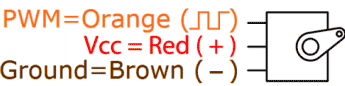 PWM=Orange (⎍⎍)
Vcc = Red (+)
Ground=Brown (−)